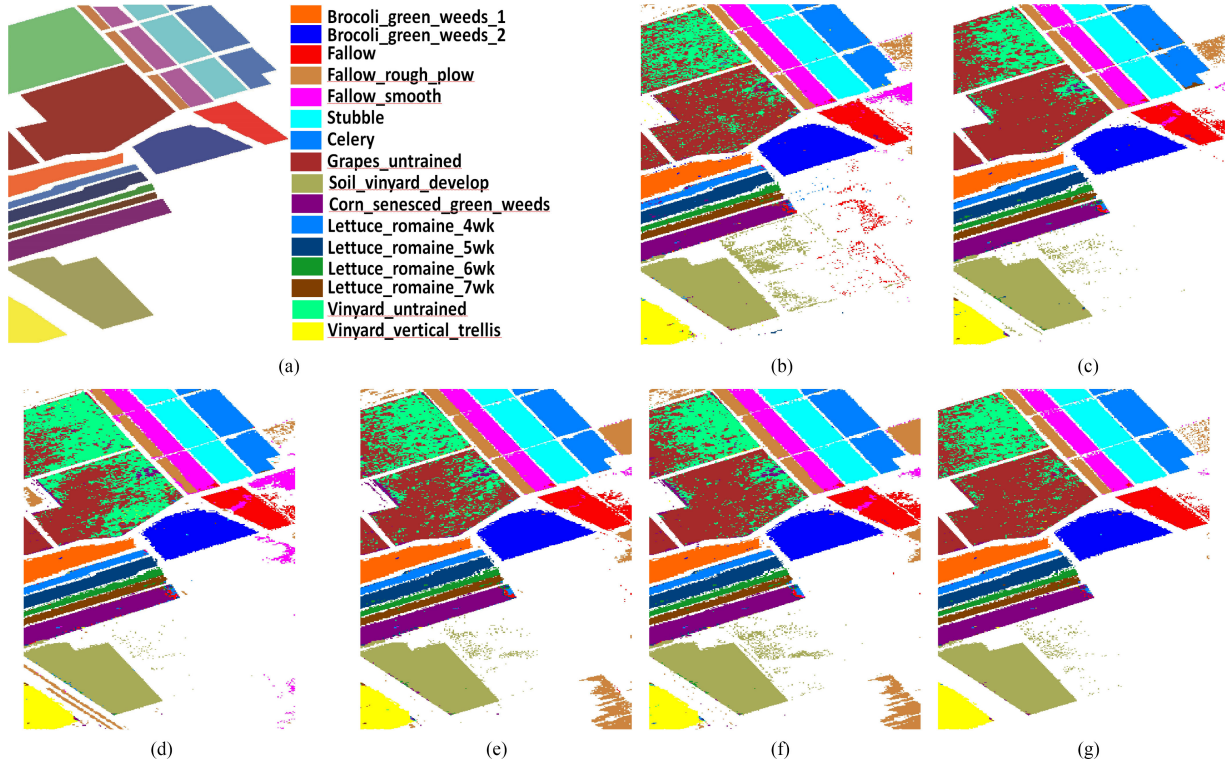 Brocoli_green_weeds_1
Brocoli_green_weeds_2
Fallow
Fallow_rough_plow
Fallow_smooth
Stubble
Celery
Grapes_untrained
Soil_vinyard_develop
Corn_senesced_green_weeds
Lettuce_romaine_4wk
Lettuce_romaine_5wk
Lettuce_romaine_6wk
Lettuce_romaine_7wk
Vinyard_untrained
Vinyard_vertical_trellis
(a)
(b)
(c)
(d)
(e)
(f)
(g)